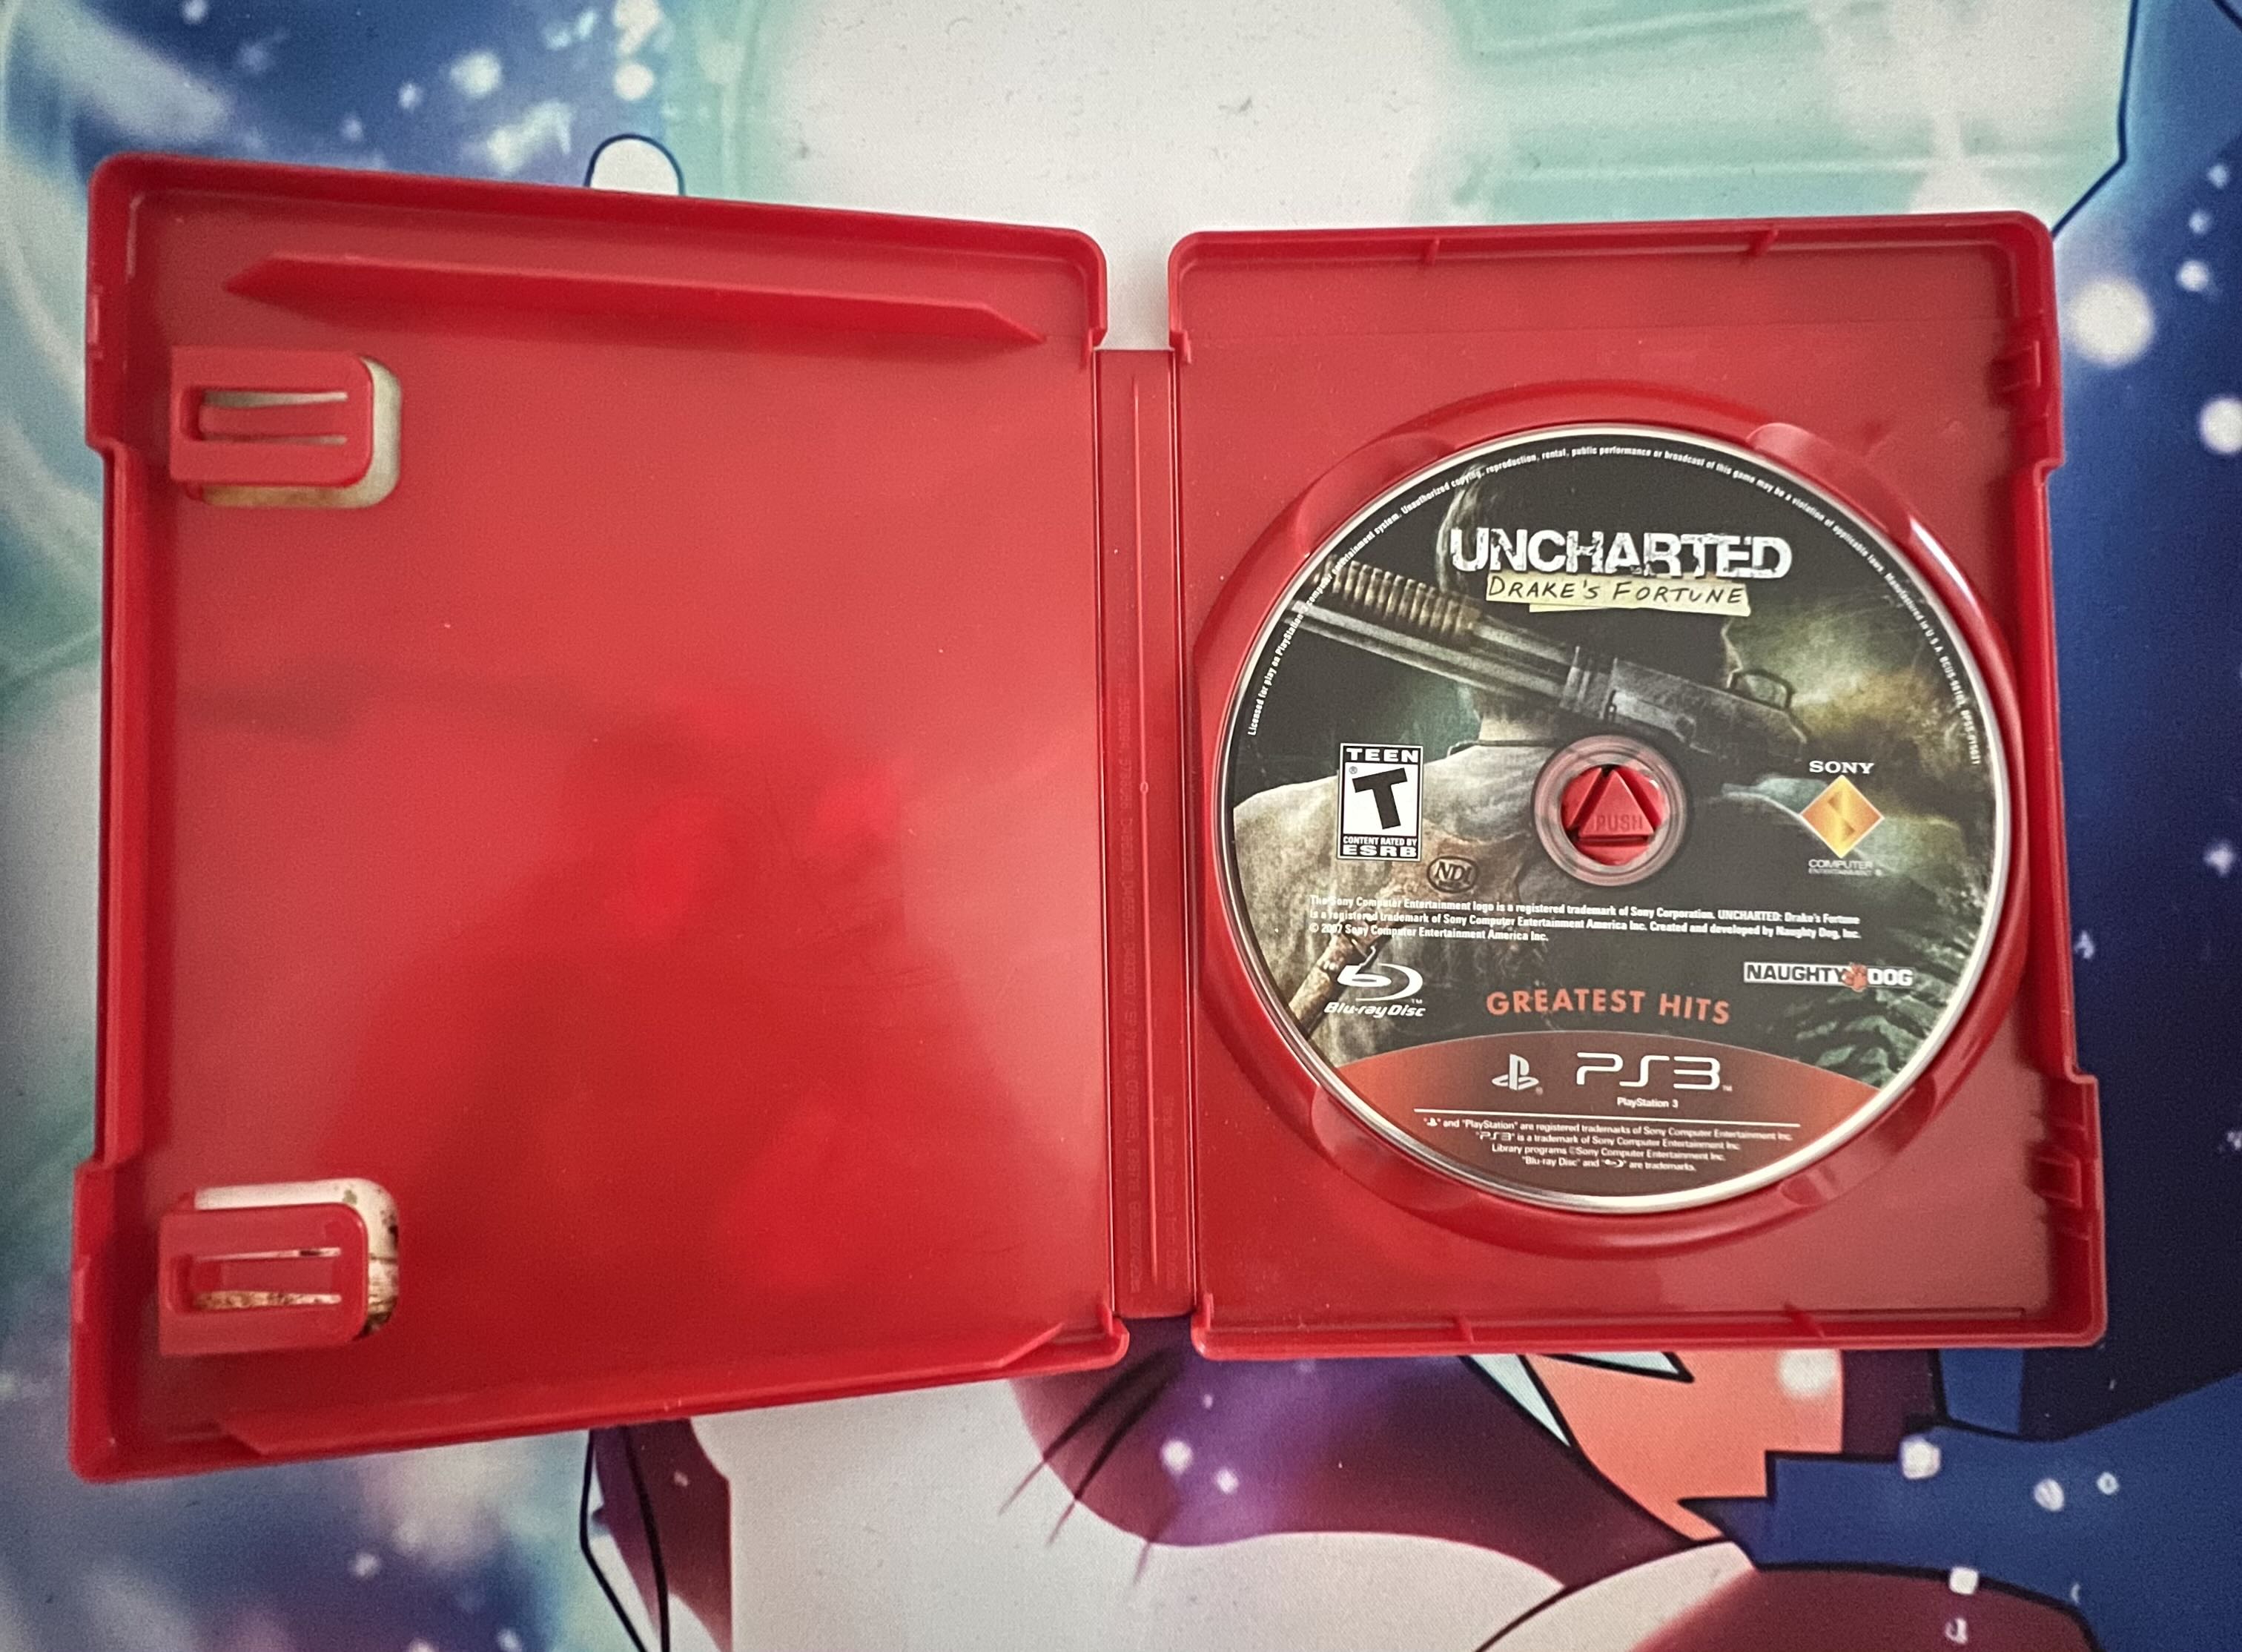 Licensed for play on PlayStation 3 computer entertainment system. Unauthorized copying, reproduction, rental, public performance or broadcast of this game may be a violation of applicable laws. Manufactured in U.S.A.
UNCHARTED
DRAKE'S FORTUNE
TEEN
T
CONTENT RATED BY
ESRB
PUSH
SONY
COMPUTER
ENTERTAINMENT
NDI
The Sony Computer Entertainment logo is a registered trademark of Sony Corporation. UNCHARTED: Drake's Fortune
is a registered trademark of Sony Computer Entertainment America Inc. Created and developed by Naughty Dog, Inc.
© 2007 Sony Computer Entertainment America Inc.
Blu-ray Disc™
NAUGHTY DOG
GREATEST HITS
PS3™
PlayStation 3
" " and "PlayStation" are registered trademarks of Sony Computer Entertainment Inc.
"PS3" is a trademark of Sony Computer Entertainment Inc.
Library programs ©Sony Computer Entertainment Inc.
"Blu-ray Disc" and " " are trademarks.